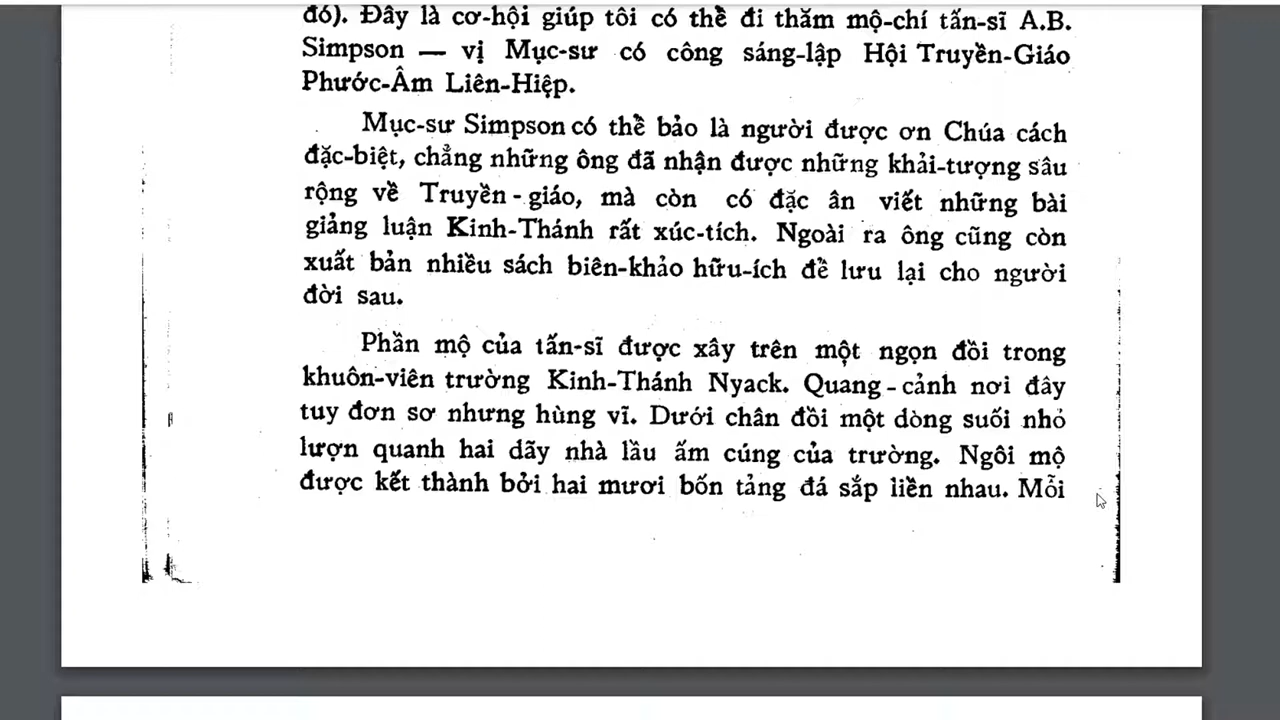 đó). Đây là cơ-hội giúp tôi có thể đi thăm mộ-chí tấn-sĩ A.B.
Simpson — vị Mục-sư có công sáng-lập Hội Truyền-Giáo
Phước-Âm Liên-Hiệp.
Mục-sư Simpson có thể bảo là người được ơn Chúa cách
đặc-biệt, chẳng những ông đã nhận được những khải-tượng sâu
rộng về Truyền-giáo, mà còn có đặc ân viết những bài
giảng luận Kinh-Thánh rất xúc-tích. Ngoài ra ông cũng còn
xuất bản nhiều sách biên-khảo hữu-ích để lưu lại cho người
đời sau.
Phần mộ của tấn-sĩ được xây trên một ngọn đồi trong
khuôn-viên trường Kinh-Thánh Nyack. Quang-cảnh nơi đây
tuy đơn sơ nhưng hùng vĩ. Dưới chân đồi một dòng suối nhỏ
lượn quanh hai dãy nhà lầu ấm cúng của trường. Ngôi mộ
được kết thành bởi hai mươi bốn tảng đá sắp liền nhau. Mỗi